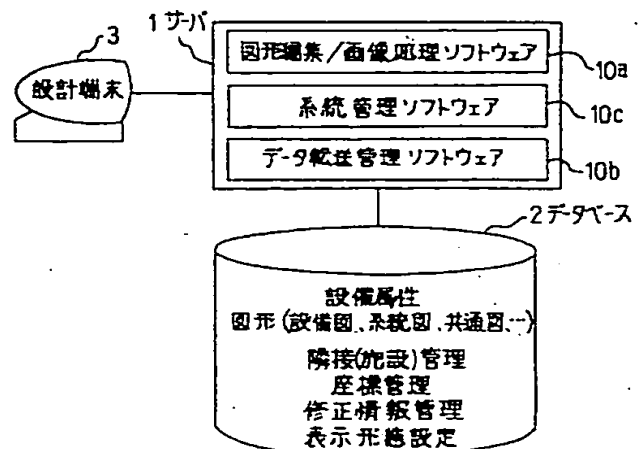 3
設計端末
1 サーバ
図形編集/画像処理ソフトウェア
10a
系統管理ソフトウェア
10c
データ転送管理ソフトウェア
10b
2 データベース
設備属性
図形(設備図、系統図、共通図、…)
隣接(施設)管理
座標管理
修正情報管理
表示形態設定